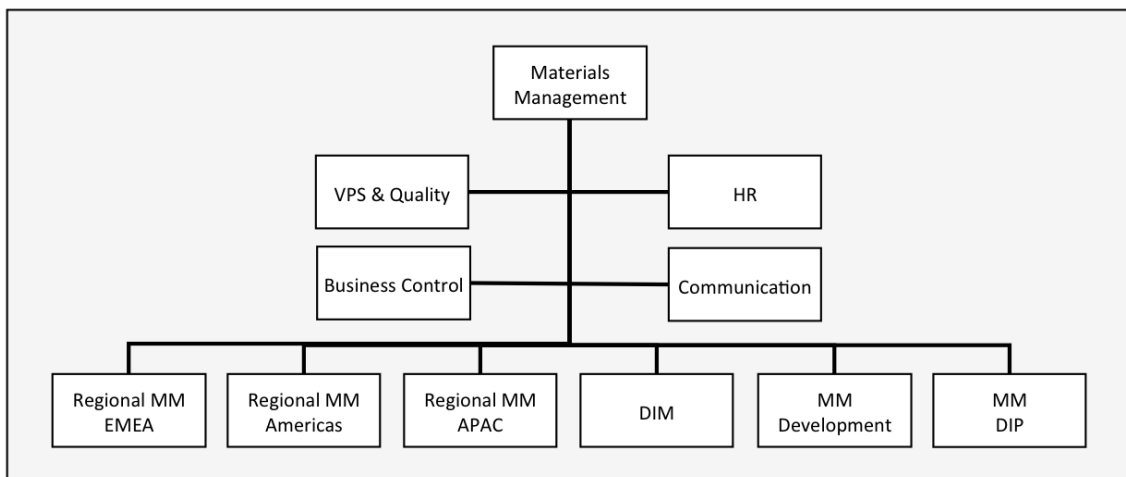 Materials
Management
VPS & Quality
HR
Business Control
Communication
Regional MM
EMEA
Regional MM
Americas
Regional MM
APAC
DIM
MM
Development
MM
DIP